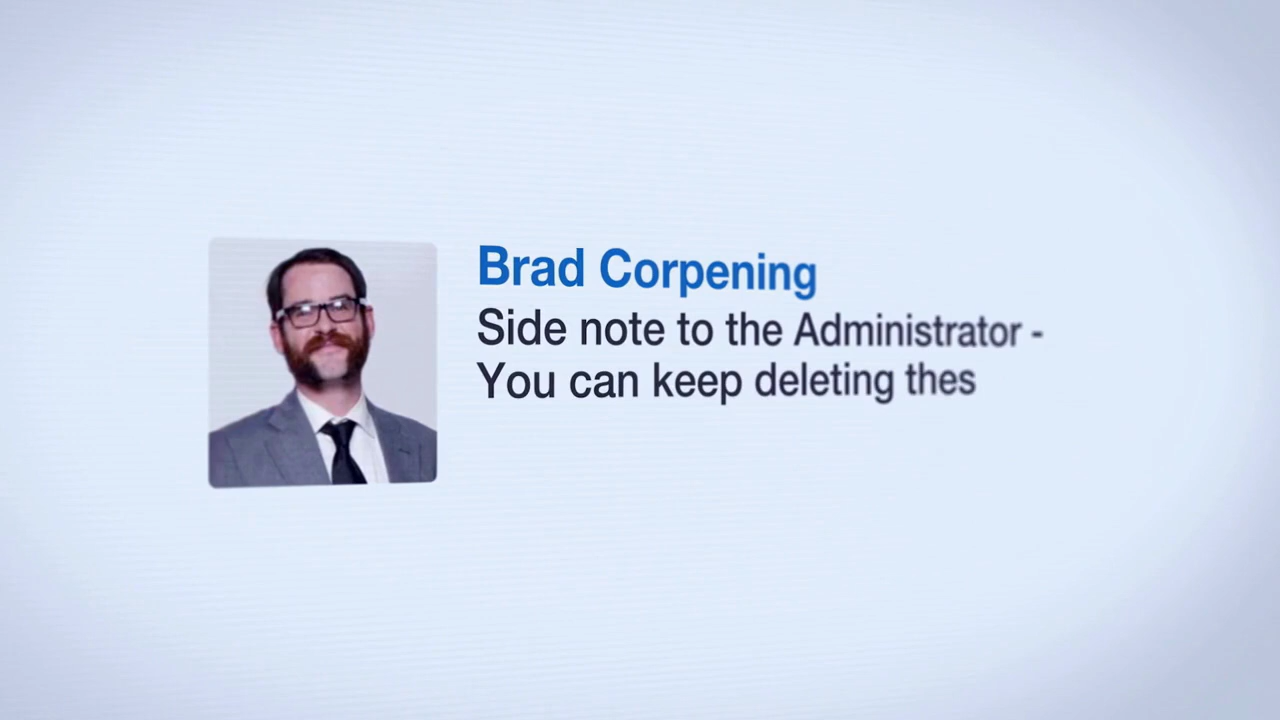 Brad Corpening
Side note to the Administrator -
You can keep deleting thes